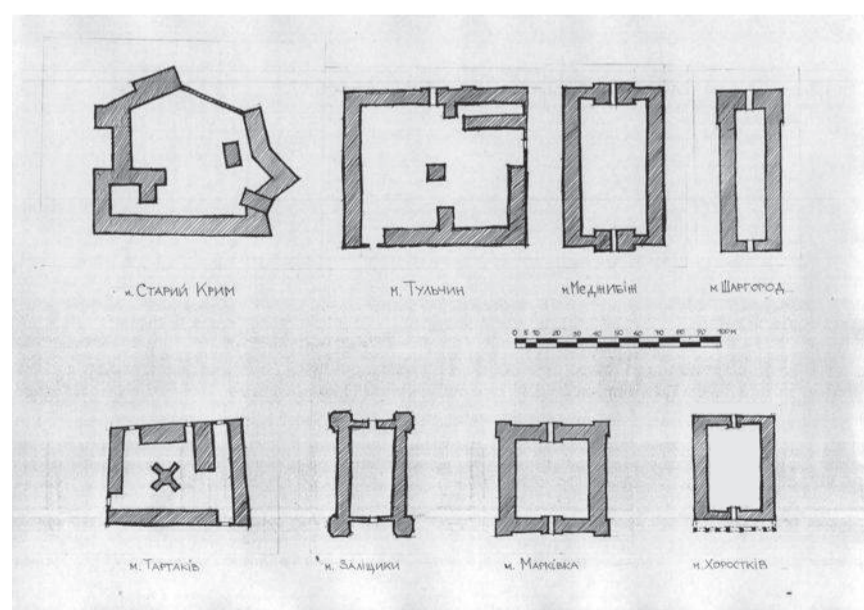 м. Старий Крим
м. Тульчин
м. Меджибіж
м. Шаргород
0 5 10 20 30 40 50 60 70 80 90 100 м
м. Тартаків
м. Заліщики
м. Марківка
м. Хоростків